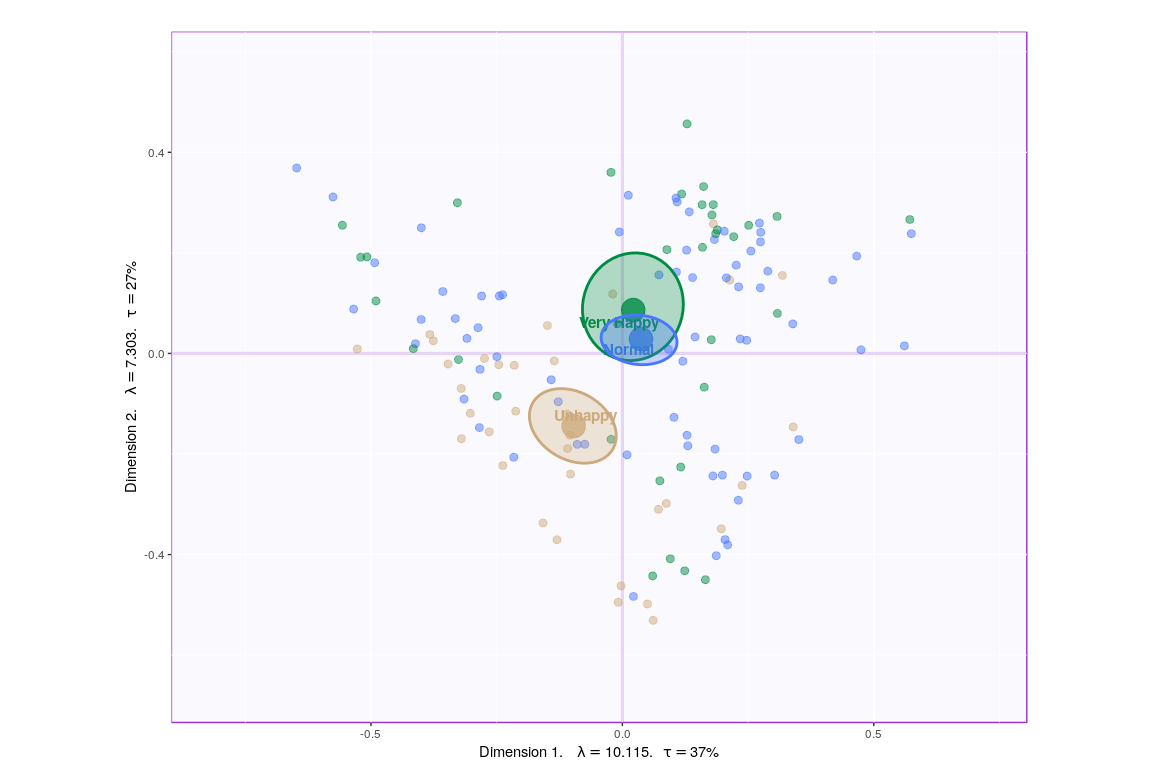 0.4
Very Happy
0.0
Normal
Unhappy
-0.4
-0.5
0.0
0.5
Dimension 1. λ = 10.115. τ = 37%
Dimension 2. λ = 7.303. τ = 27%